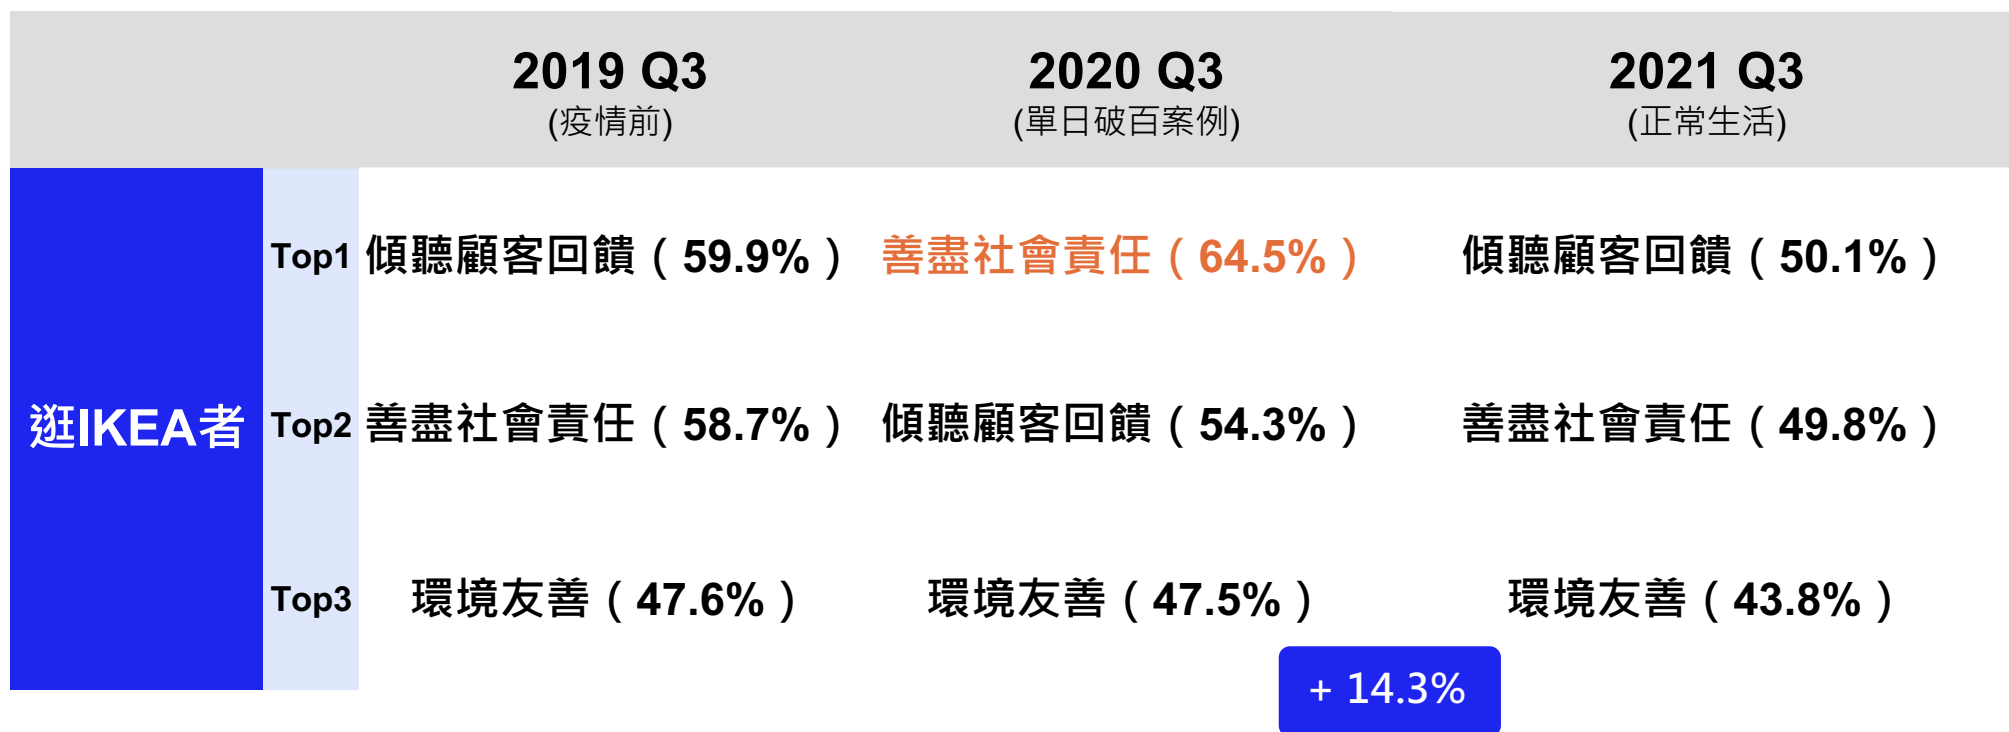 2019 Q3
(疫情前)
2020 Q3
(單日破百案例)
2021 Q3
(正常生活)
逛IKEA者
Top1
傾聽顧客回饋（59.9%）
善盡社會責任（64.5%）
傾聽顧客回饋（50.1%）
Top2
善盡社會責任（58.7%）
傾聽顧客回饋（54.3%）
善盡社會責任（49.8%）
Top3
環境友善（47.6%）
環境友善（47.5%）
環境友善（43.8%）
+ 14.3%